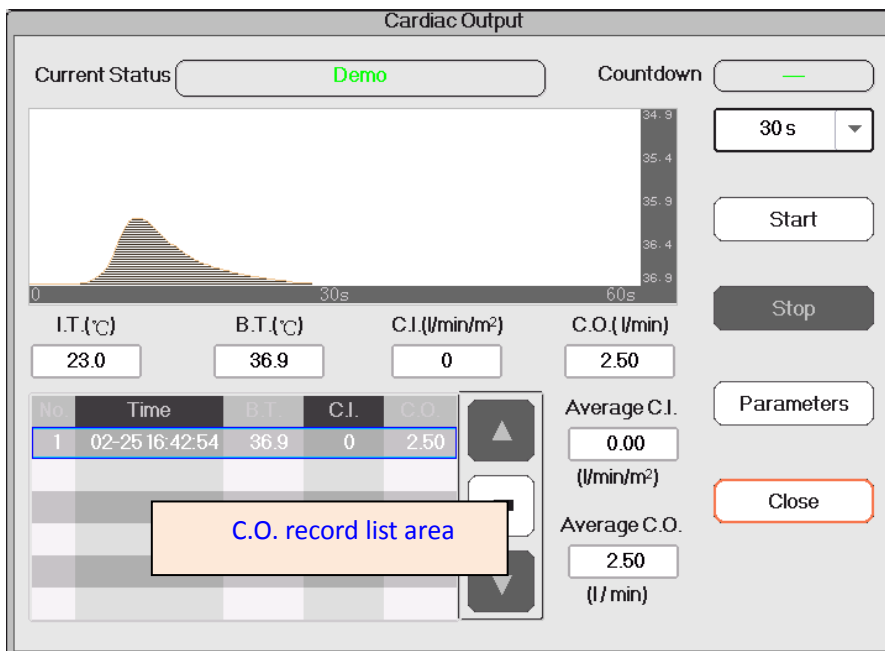 Cardiac Output
Current Status Demo Countdown —
30 s
34.9
35.4
35.9
36.4
36.9
0 30s 60s
Start
Stop
I.T.(℃) B.T.(℃) C.I.(l/min/m²) C.O.( l/min)
23.0 36.9 0 2.50
No Time B.T C.I. C.O.
1 02-25 16:42:54 36.9 0 2.50
Average C.I.
0.00
(l/min/m²)
Average C.O.
2.50
(l / min)
Parameters
Close
C.O. record list area